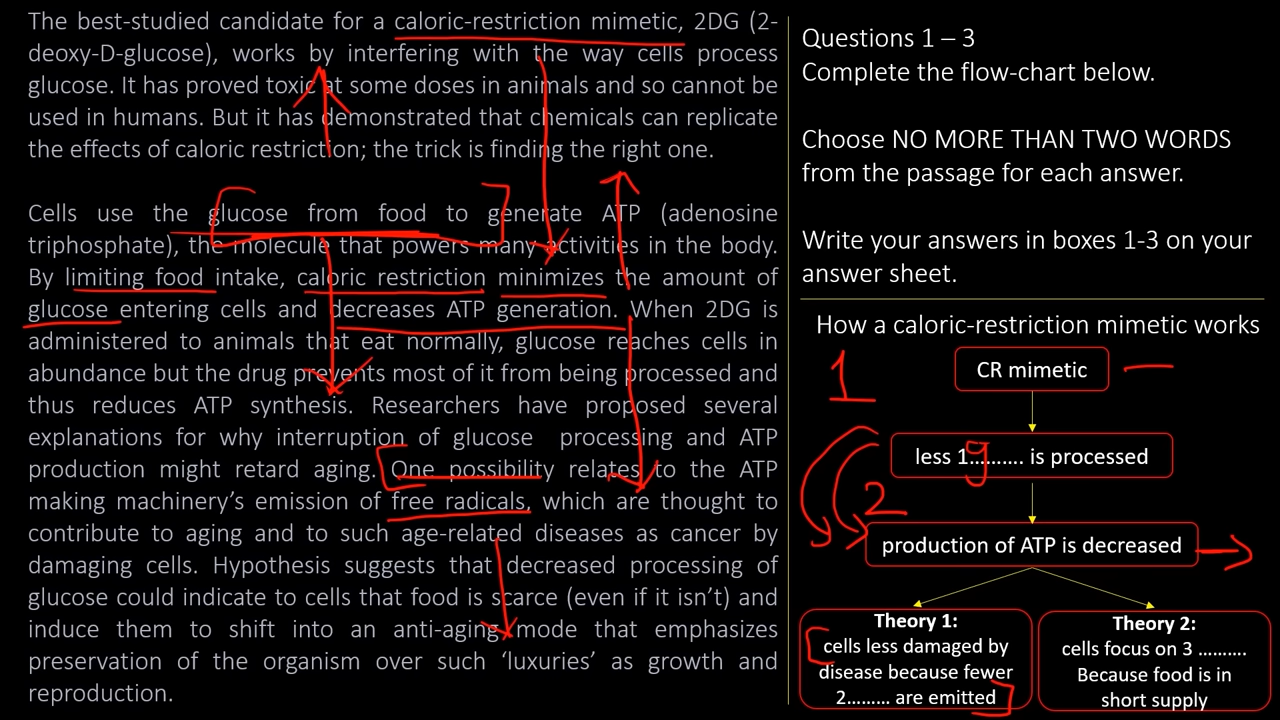 The best-studied candidate for a caloric-restriction mimetic, 2DG (2-
deoxy-D-glucose), works by interfering with the way cells process
glucose. It has proved toxic at some doses in animals and so cannot be
used in humans. But it has demonstrated that chemicals can replicate
the effects of caloric restriction; the trick is finding the right one.
Cells use the glucose from food to generate ATP (adenosine
triphosphate), the molecule that powers many activities in the body.
By limiting food intake, caloric restriction minimizes the amount of
glucose entering cells and decreases ATP generation. When 2DG is
administered to animals that eat normally, glucose reaches cells in
abundance but the drug prevents most of it from being processed and
thus reduces ATP synthesis. Researchers have proposed several
explanations for why interruption of glucose processing and ATP
production might retard aging. One possibility relates to the ATP
making machinery’s emission of free radicals, which are thought to
contribute to aging and to such age-related diseases as cancer by
damaging cells. Hypothesis suggests that decreased processing of
glucose could indicate to cells that food is scarce (even if it isn’t) and
induce them to shift into an anti-aging mode that emphasizes
preservation of the organism over such ‘luxuries’ as growth and
reproduction.
Questions 1 – 3
Complete the flow-chart below.
Choose NO MORE THAN TWO WORDS
from the passage for each answer.
Write your answers in boxes 1-3 on your
answer sheet.
How a caloric-restriction mimetic works
1
CR mimetic
less 1g.......... is processed
2
production of ATP is decreased
Theory 1:
cells less damaged by
disease because fewer
2......... are emitted
Theory 2:
cells focus on 3 ..........
Because food is in
short supply